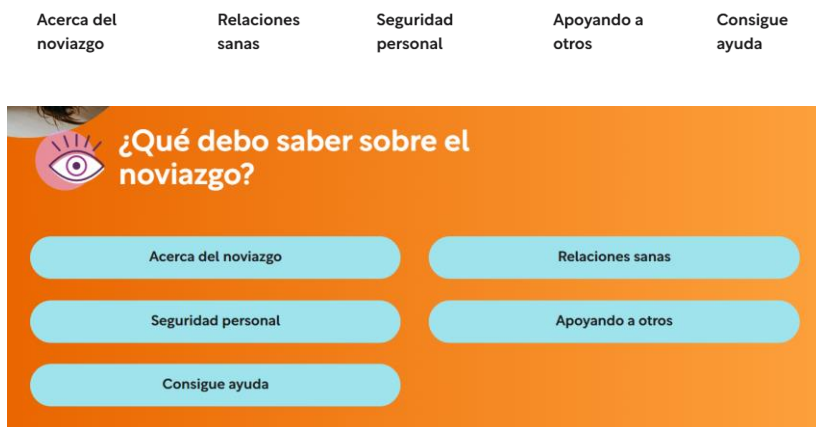 Acerca del noviazgo
Relaciones sanas
Seguridad personal
Apoyando a otros
Consigue ayuda
¿Qué debo saber sobre el
noviazgo?
Acerca del noviazgo
Relaciones sanas
Seguridad personal
Apoyando a otros
Consigue ayuda